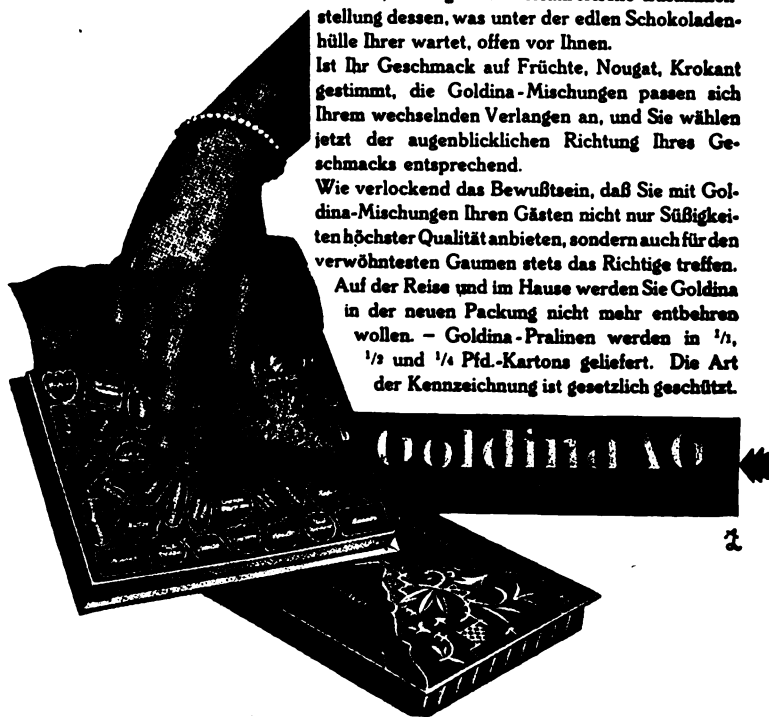 stellung dessen, was unter der edlen Schokoladen-
hülle Ihrer wartet, offen vor Ihnen.
Ist Ihr Geschmack auf Früchte, Nougat, Krokant
gestimmt, die Goldina-Mischungen passen sich
Ihrem wechselnden Verlangen an, und Sie wählen
jetzt der augenblicklichen Richtung Ihres Ge-
schmacks entsprechend.
Wie verlockend das Bewußtsein, daß Sie mit Gol-
dina-Mischungen Ihren Gästen nicht nur Süßigkei-
ten höchster Qualität anbieten, sondern auch für den
verwöhntesten Gaumen stets das Richtige treffen.
Auf der Reise und im Hause werden Sie Goldina
in der neuen Packung nicht mehr entbehren
wollen. — Goldina-Pralinen werden in 1/1,
1/2 und 1/4 Pfd.-Kartons geliefert. Die Art
der Kennzeichnung ist gesetzlich geschützt.
Goldina AG